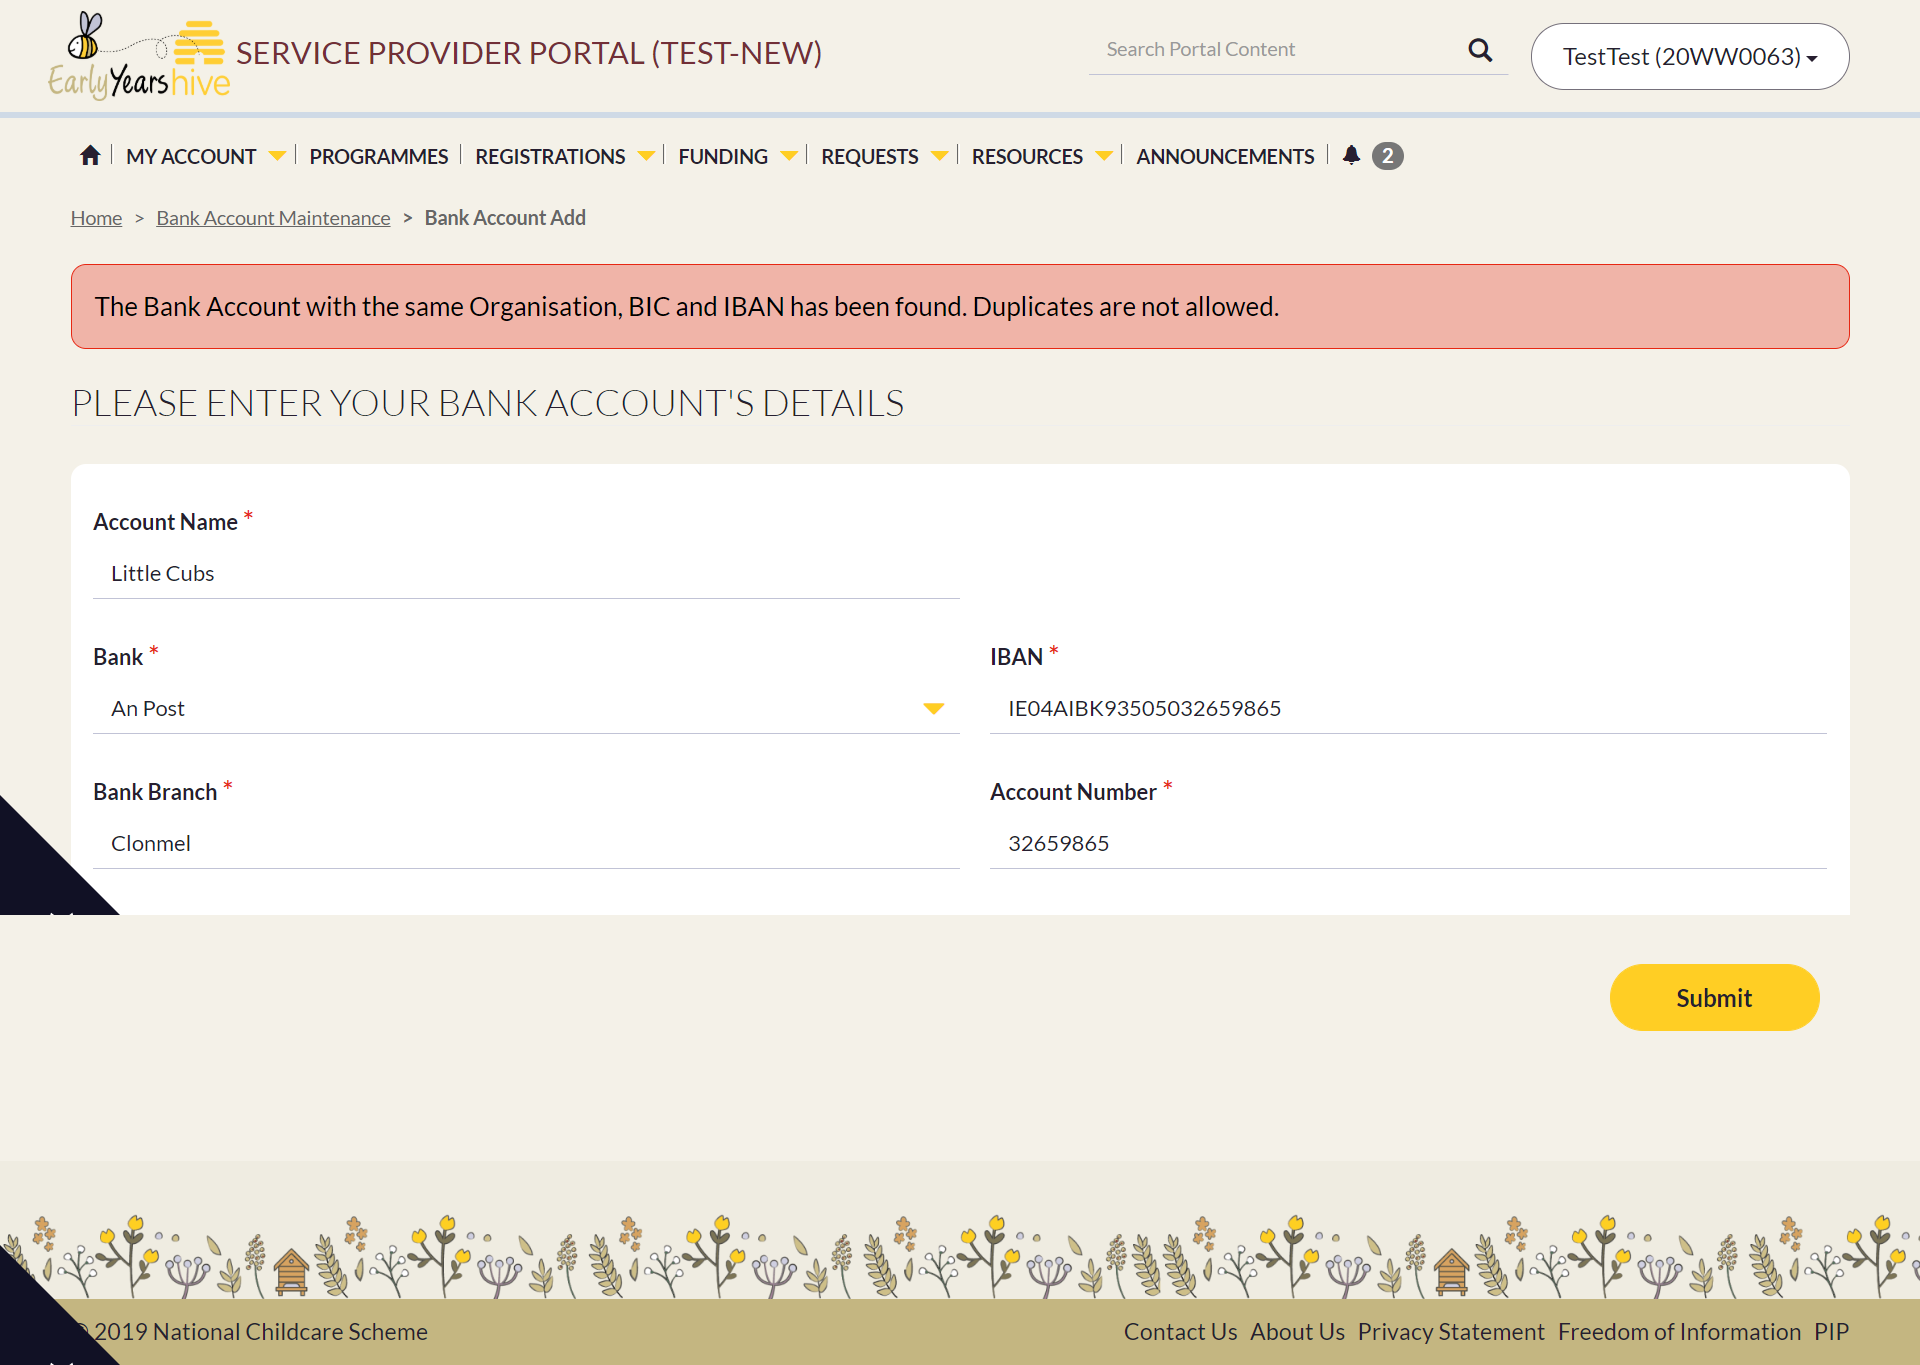 EarlyYearshive
SERVICE PROVIDER PORTAL (TEST-NEW)
Search Portal Content
TestTest (20WW0063)
MY ACCOUNT
PROGRAMMES
REGISTRATIONS
FUNDING
REQUESTS
RESOURCES
ANNOUNCEMENTS
2
Home > Bank Account Maintenance > Bank Account Add
The Bank Account with the same Organisation, BIC and IBAN has been found. Duplicates are not allowed.
PLEASE ENTER YOUR BANK ACCOUNT'S DETAILS
Account Name *
Little Cubs
Bank *
An Post
IBAN *
IE04AIBK93505032659865
Bank Branch *
Clonmel
Account Number *
32659865
Submit
© 2019 National Childcare Scheme
Contact Us About Us Privacy Statement Freedom of Information PIP